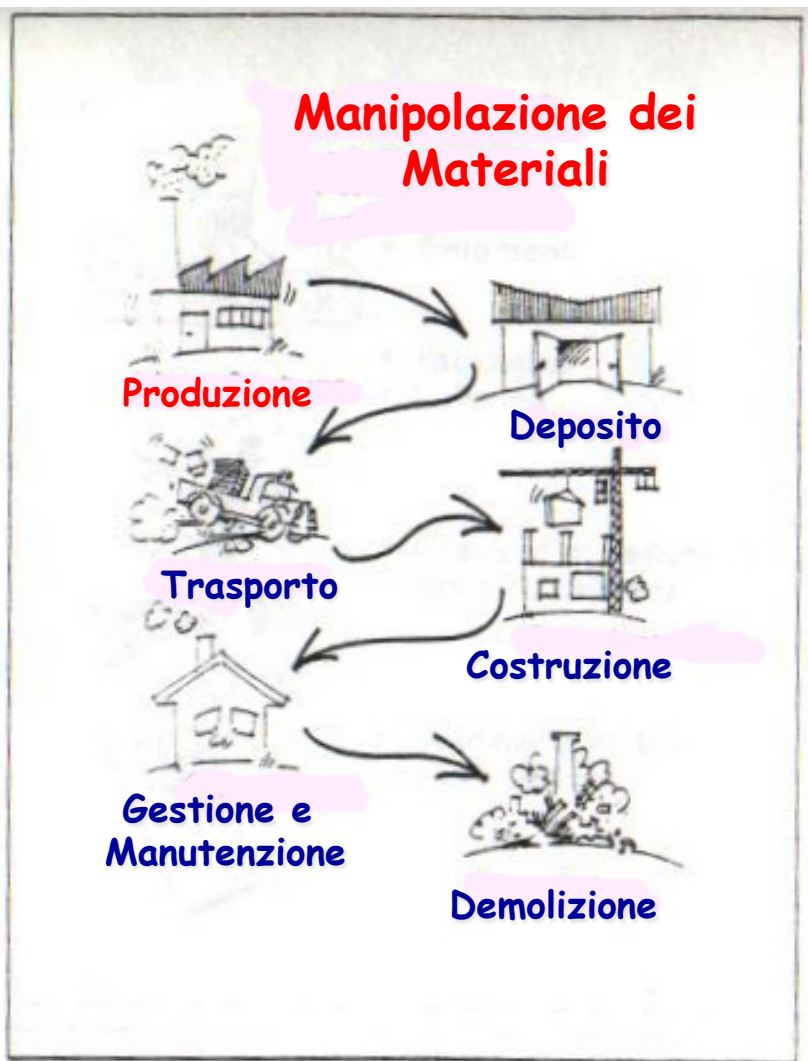 Manipolazione dei
Materiali
Produzione
Deposito
Trasporto
Costruzione
Gestione e
Manutenzione
Demolizione